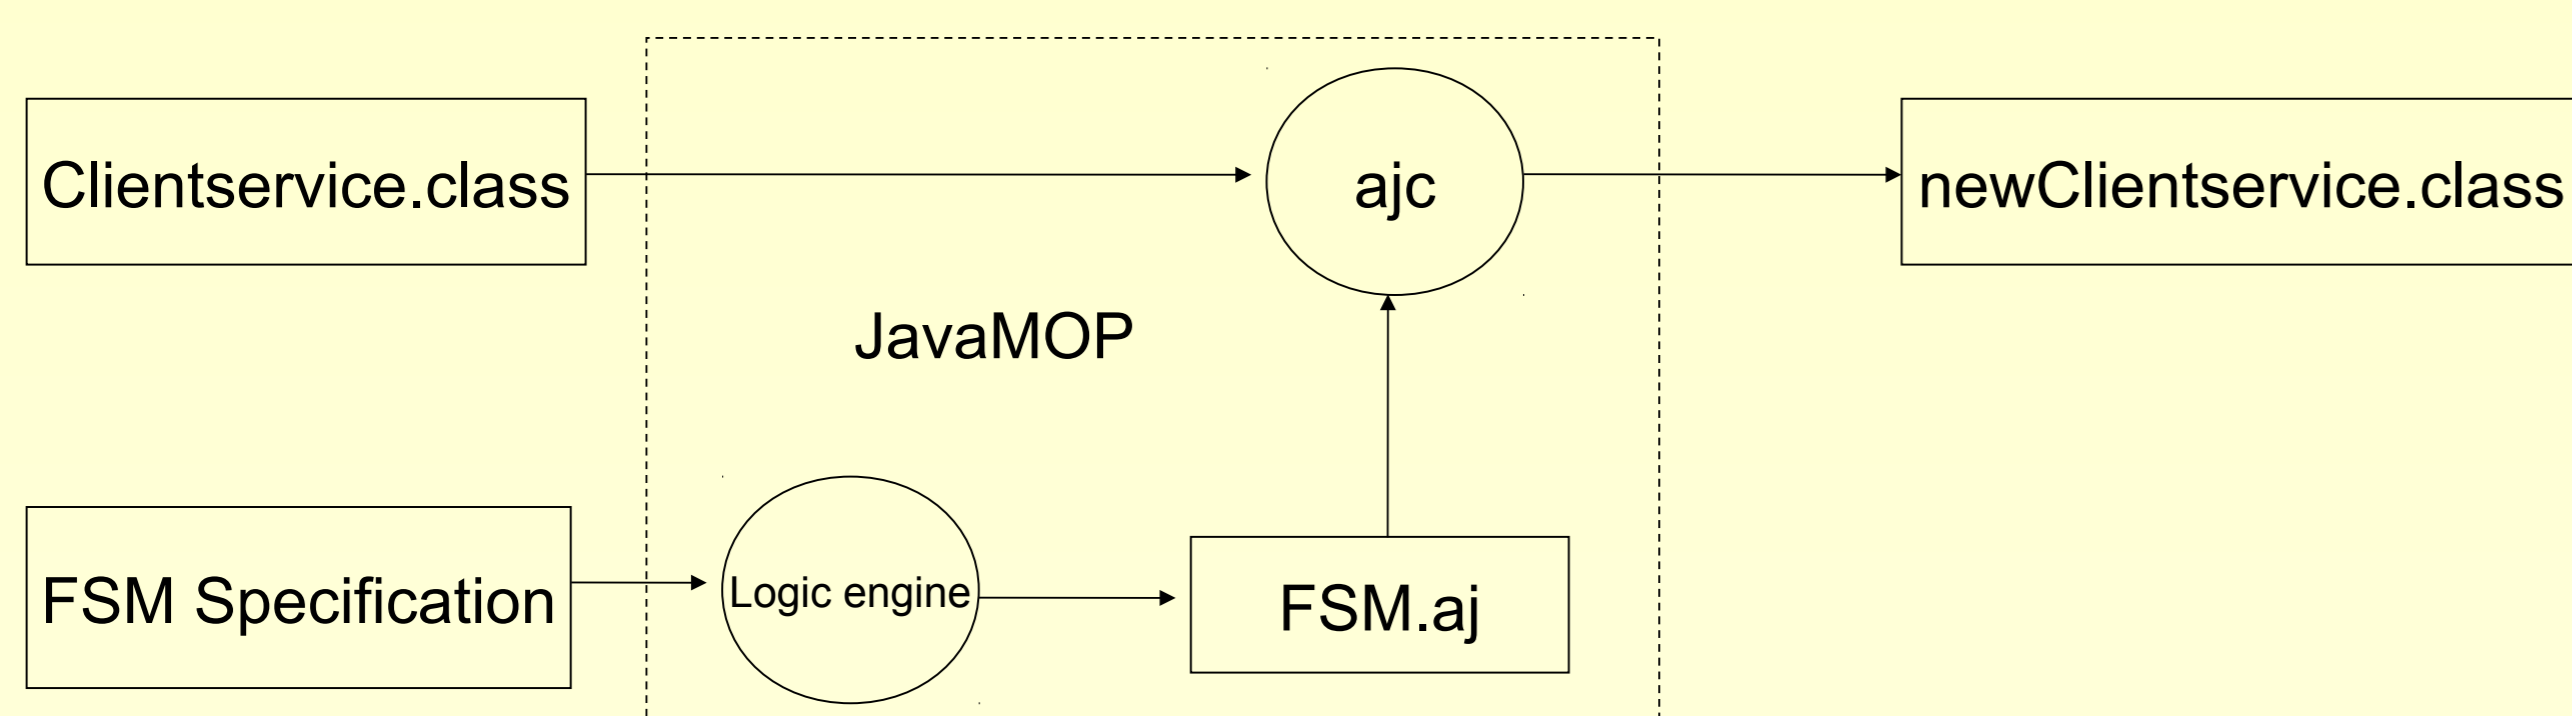 Clientservice.class
ajc
newClientservice.class
JavaMOP
FSM Specification
Logic engine
FSM.aj